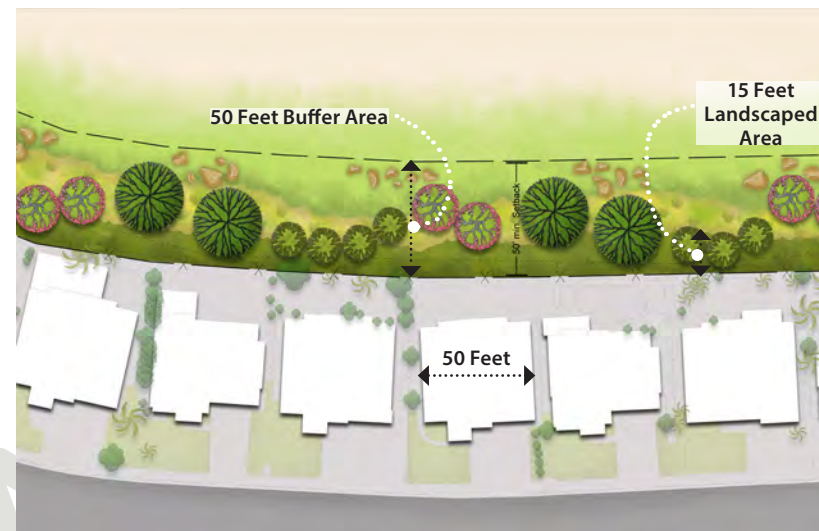 50 Feet Buffer Area
15 Feet
Landscaped
Area
50' min. Setback
50 Feet